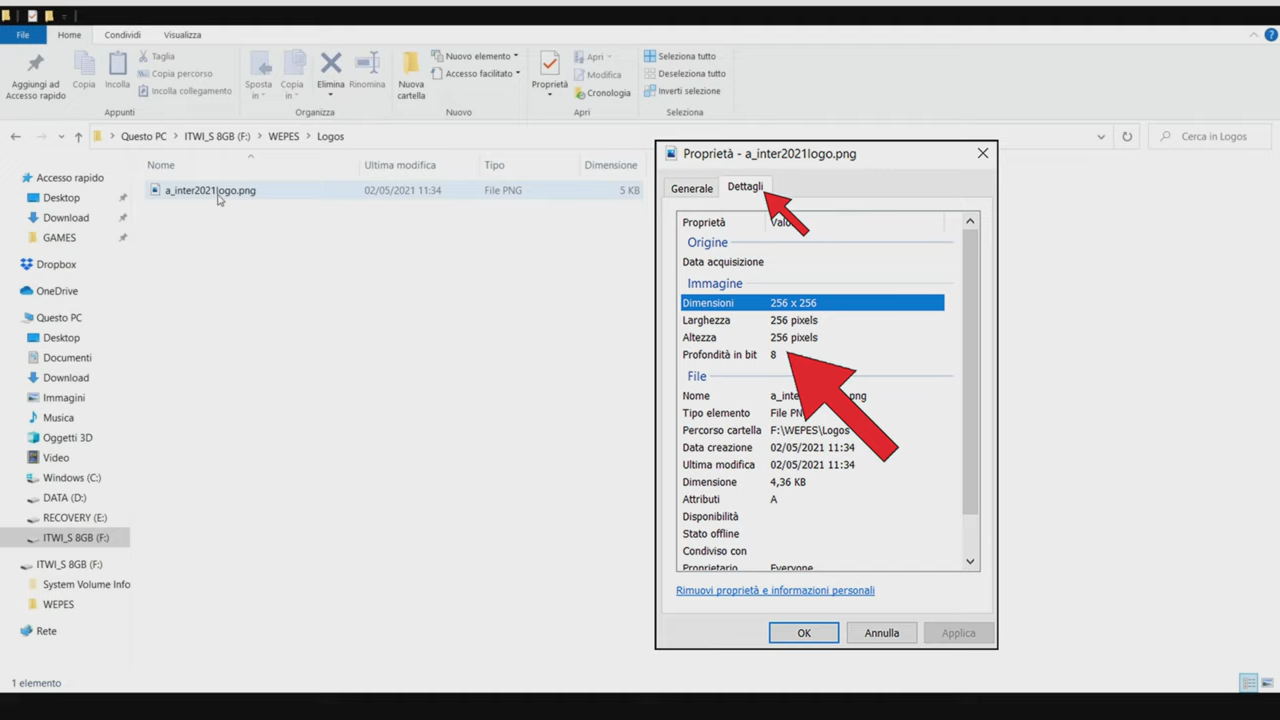 File Home Condividi Visualizza
Aggiungi ad Accesso rapido
Copia
Incolla
Taglia
Copia percorso
Incolla collegamento
Appunti
Sposta in
Copia in
Elimina
Rinomina
Organizza
Nuova cartella
Nuovo elemento
Accesso facilitato
Nuovo
Proprietà
Apri
Modifica
Cronologia
Apri
Seleziona tutto
Deseleziona tutto
Inverti selezione
Seleziona
Questo PC > ITWI_S 8GB (F:) > WEPES > Logos
Cerca in Logos
Nome Ultima modifica Tipo Dimensione
a_inter2021logo.png 02/05/2021 11:34 File PNG 5 KB
Accesso rapido
Desktop
Download
GAMES
Dropbox
OneDrive
Questo PC
Desktop
Documenti
Download
Immagini
Musica
Oggetti 3D
Video
Windows (C:)
DATA (D:)
RECOVERY (E:)
ITWI_S 8GB (F:)
ITWI_S 8GB (F:)
System Volume Info
WEPES
Rete
1 elemento
Proprietà - a_inter2021logo.png
Generale Dettagli
Proprietà
Origine
Data acquisizione
Immagine
Dimensioni 256 x 256
Larghezza 256 pixels
Altezza 256 pixels
Profondità in bit 8
File
Nome
Tipo elemento
Percorso cartella F:\WEPES\Logos
Data creazione 02/05/2021 11:34
Ultima modifica 02/05/2021 11:34
Dimensione 4,36 KB
Attributi A
Disponibilità
Stato offline
Condiviso con
Proprietario Everyone
Rimuovi proprietà e informazioni personali
OK Annulla Applica